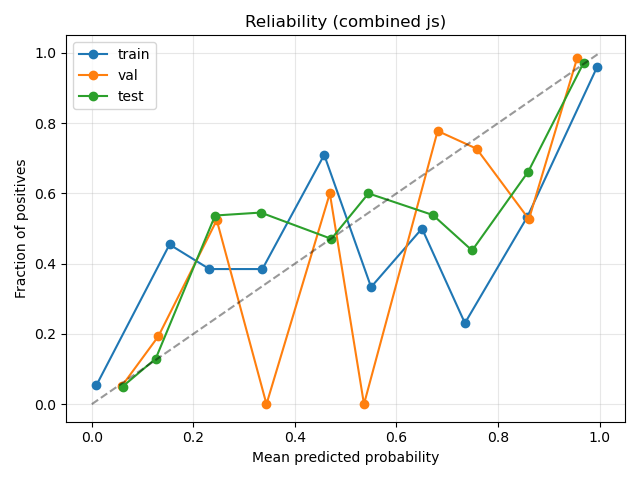 Reliability (combined js)
train
val
test
Fraction of positives
1.0
0.8
0.6
0.4
0.2
0.0
0.0 0.2 0.4 0.6 0.8 1.0
Mean predicted probability